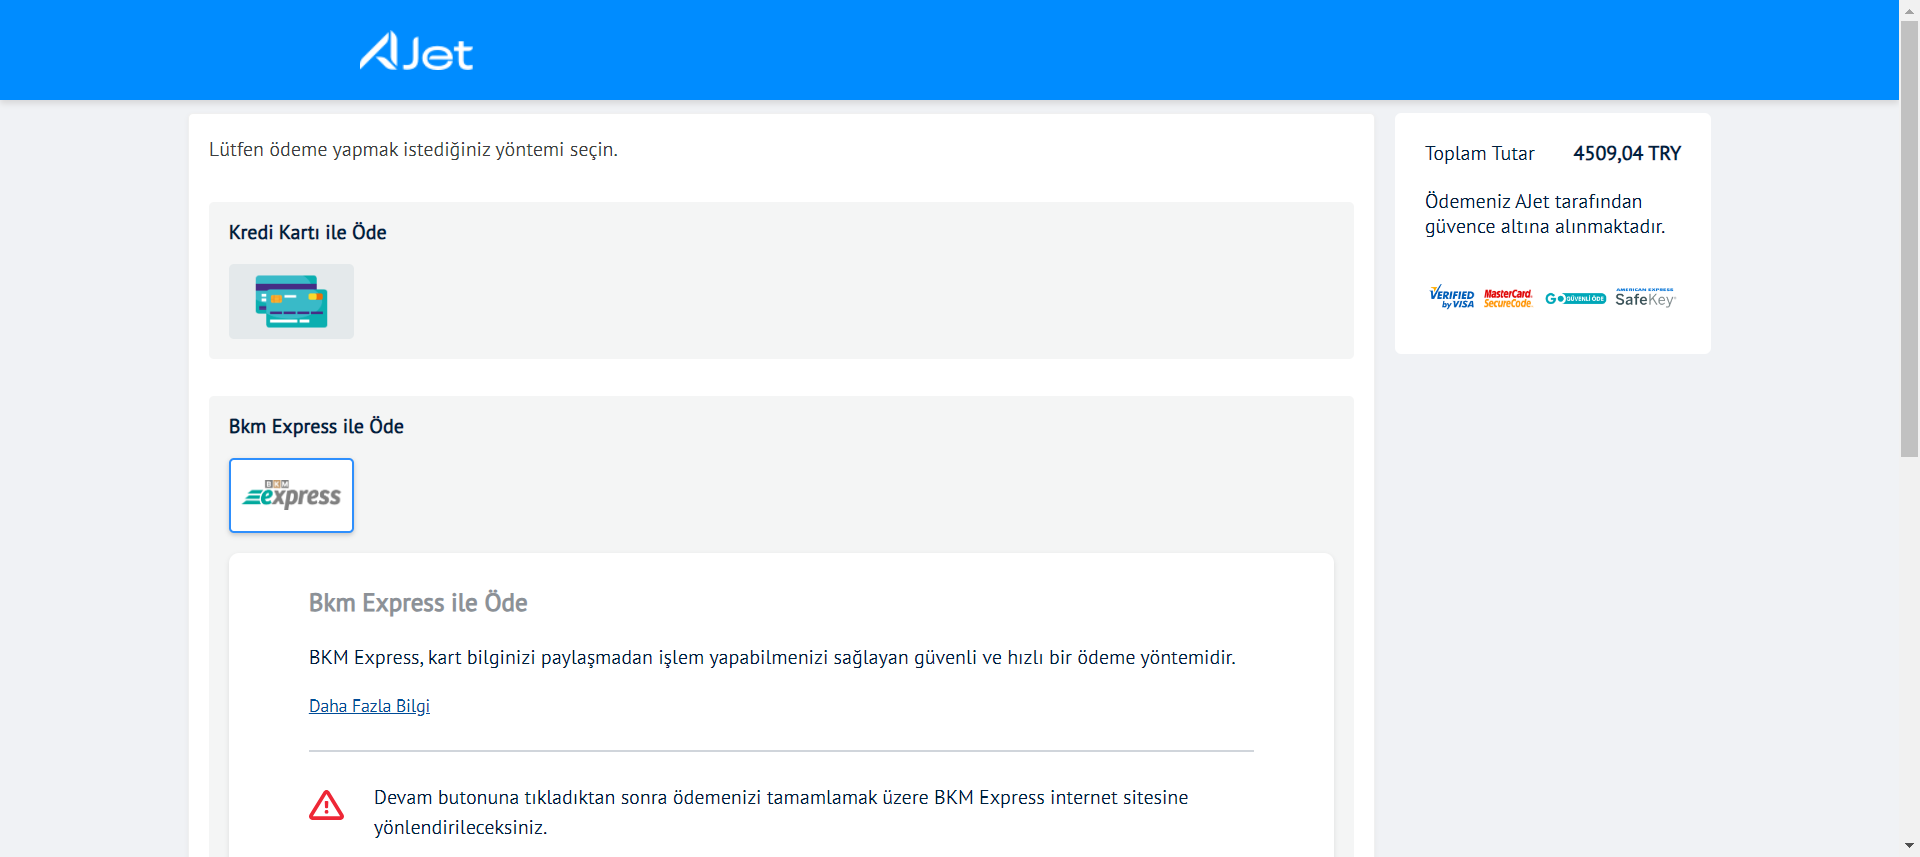 AJet
Lütfen ödeme yapmak istediğiniz yöntemi seçin.
Kredi Kartı ile Öde
Bkm Express ile Öde
BKM
express
Bkm Express ile Öde
BKM Express, kart bilginizi paylaşmadan işlem yapabilmenizi sağlayan güvenli ve hızlı bir ödeme yöntemidir.
Daha Fazla Bilgi
Devam butonuna tıkladıktan sonra ödemenizi tamamlamak üzere BKM Express internet sitesine
yönlendirileceksiniz.
Toplam Tutar 4509,04 TRY
Ödemeniz AJet tarafından
güvence altına alınmaktadır.
VERIFIED
by VISA
MasterCard.
SecureCode.
GO GÜVENLİ ÖDE
AMERICAN EXPRESS
SafeKey